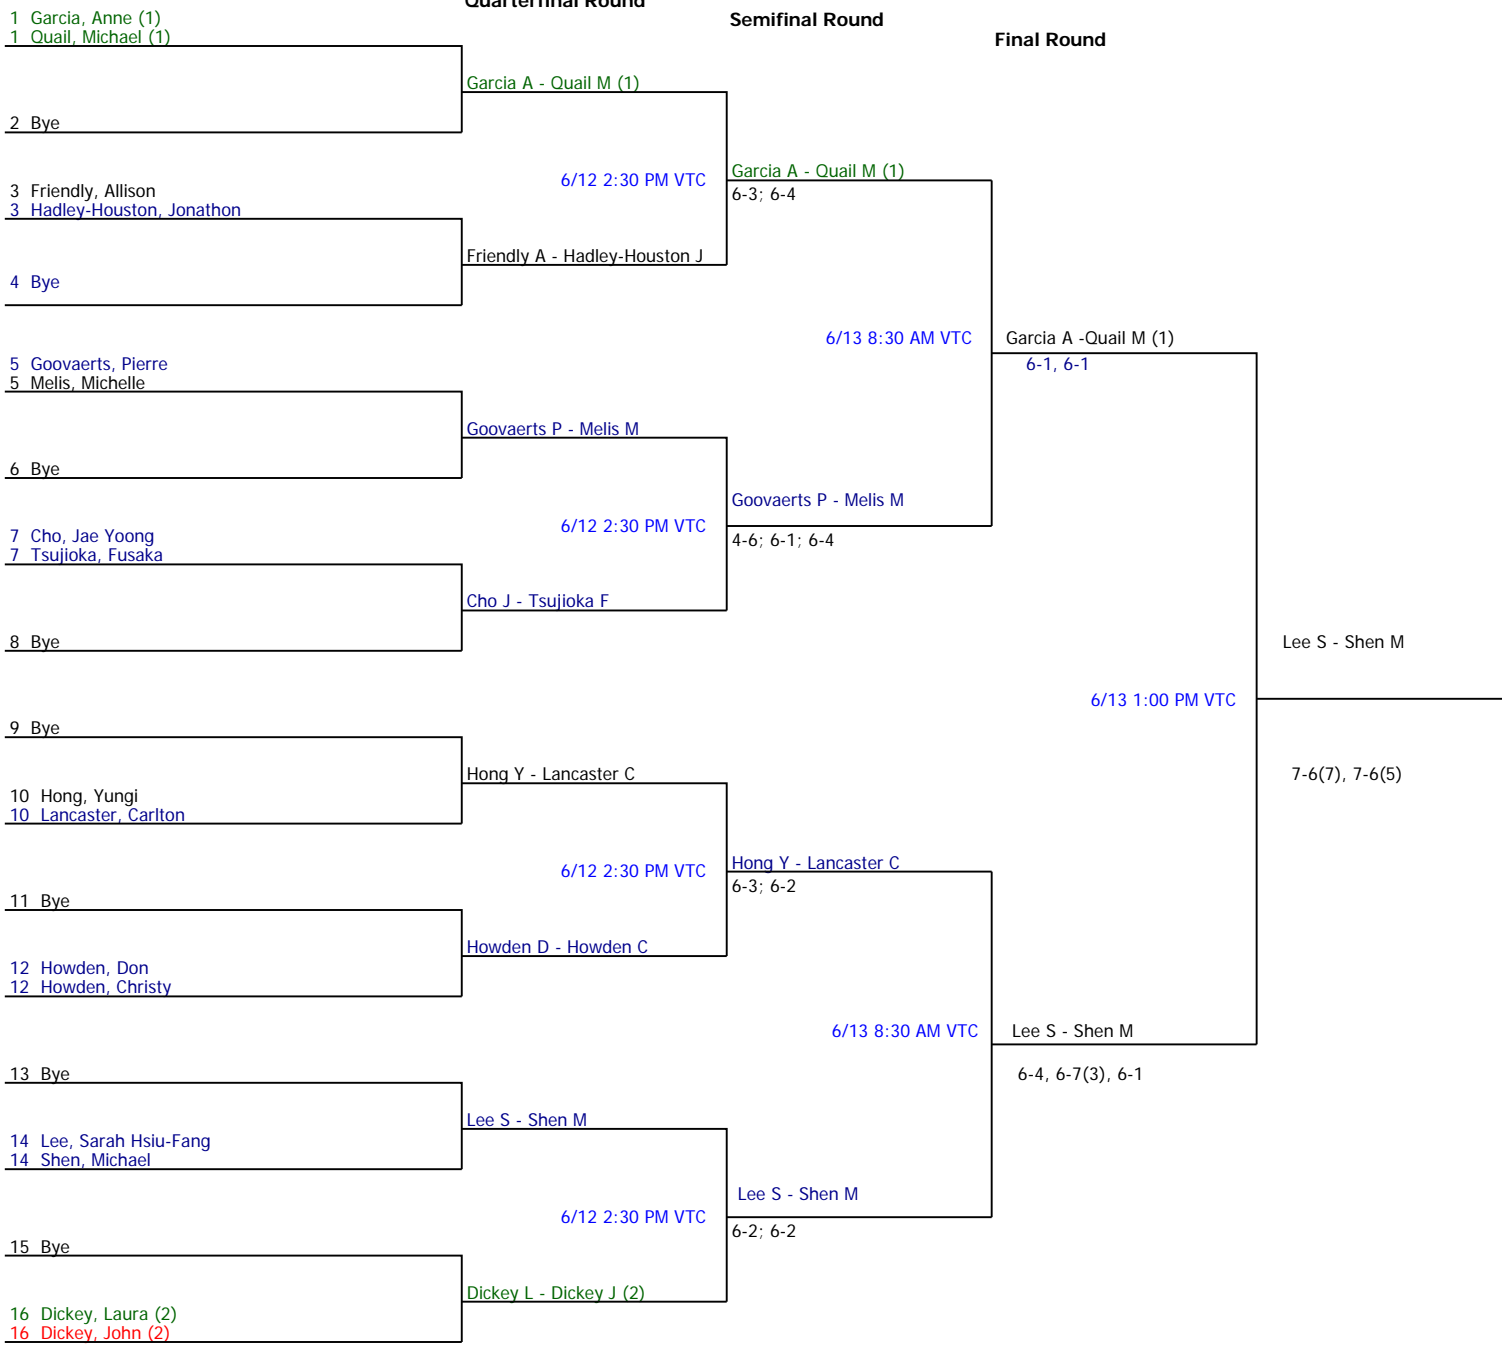 Quarterfinal Round
Semifinal Round
Final Round
1 Garcia, Anne (1)
1 Quail, Michael (1)
2 Bye
3 Friendly, Allison
3 Hadley-Houston, Jonathon
4 Bye
5 Goovaerts, Pierre
5 Melis, Michelle
6 Bye
7 Cho, Jae Yoong
7 Tsujioka, Fusaka
8 Bye
9 Bye
10 Hong, Yungi
10 Lancaster, Carlton
11 Bye
12 Howden, Don
12 Howden, Christy
13 Bye
14 Lee, Sarah Hsiu-Fang
14 Shen, Michael
15 Bye
16 Dickey, Laura (2)
16 Dickey, John (2)
Garcia A - Quail M (1)
6/12 2:30 PM VTC
Friendly A - Hadley-Houston J
Goovaerts P - Melis M
6/12 2:30 PM VTC
Cho J - Tsujioka F
Hong Y - Lancaster C
6/12 2:30 PM VTC
Howden D - Howden C
Lee S - Shen M
6/12 2:30 PM VTC
Dickey L - Dickey J (2)
Garcia A - Quail M (1)
6-3; 6-4
6/13 8:30 AM VTC
Goovaerts P - Melis M
4-6; 6-1; 6-4
Hong Y - Lancaster C
6-3; 6-2
6/13 8:30 AM VTC
Lee S - Shen M
6-2; 6-2
Garcia A -Quail M (1)
6-1, 6-1
6/13 1:00 PM VTC
Lee S - Shen M
6-4, 6-7(3), 6-1
Lee S - Shen M
7-6(7), 7-6(5)